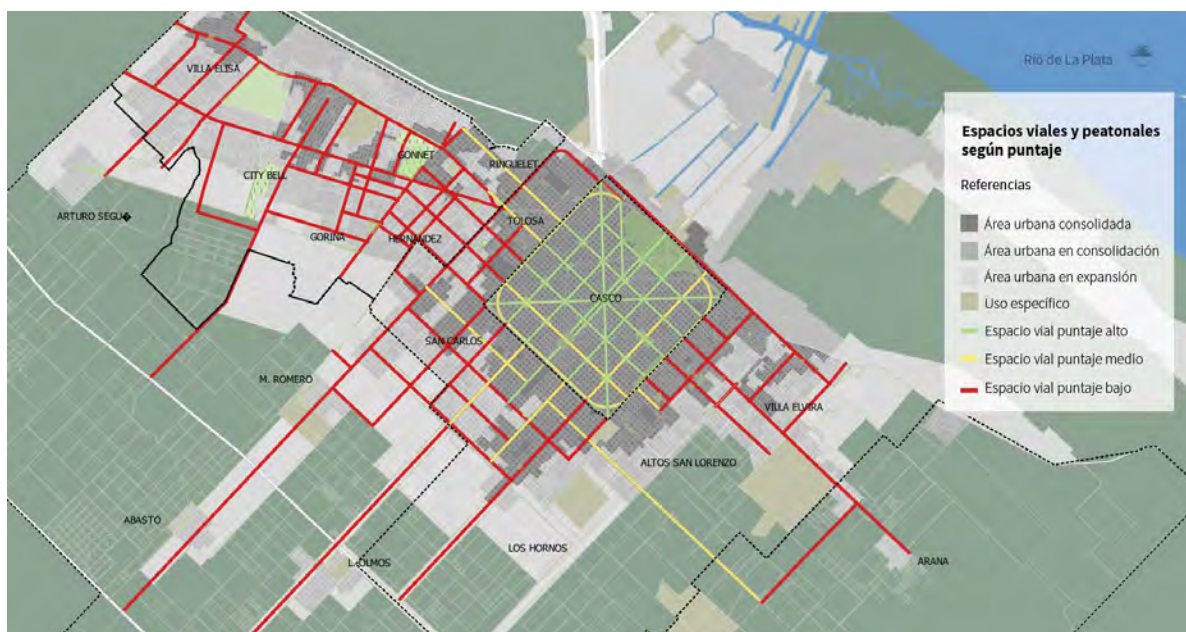 VILLA ELISA
Río de La Plata
Espacios viales y peatonales
según puntaje
Referencias
Área urbana consolidada
Área urbana en consolidación
Área urbana en expansión
Uso específico
Espacio vial puntaje alto
Espacio vial puntaje medio
Espacio vial puntaje bajo
GONNET
RINGUELET
CITY BELL
ARTURO SEGU�
TOLOSA
GORINA
HERNANDEZ
CASCO
SAN CARLOS
M. ROMERO
VILLA ELVIRA
ALTOS SAN LORENZO
ABASTO
LOS HORNOS
L. OLMOS
ARANA